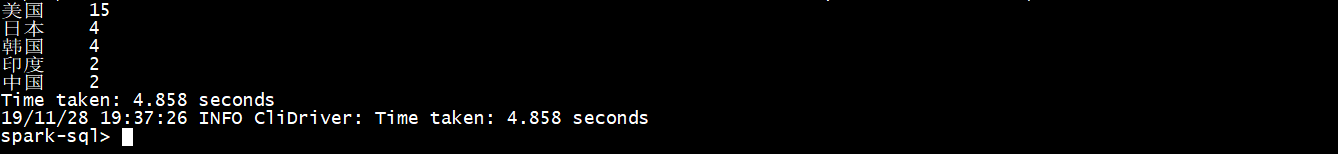 美国    15
日本    4
韩国    4
印度    2
中国    2
Time taken: 4.858 seconds
19/11/28 19:37:26 INFO CliDriver: Time taken: 4.858 seconds
spark-sql>